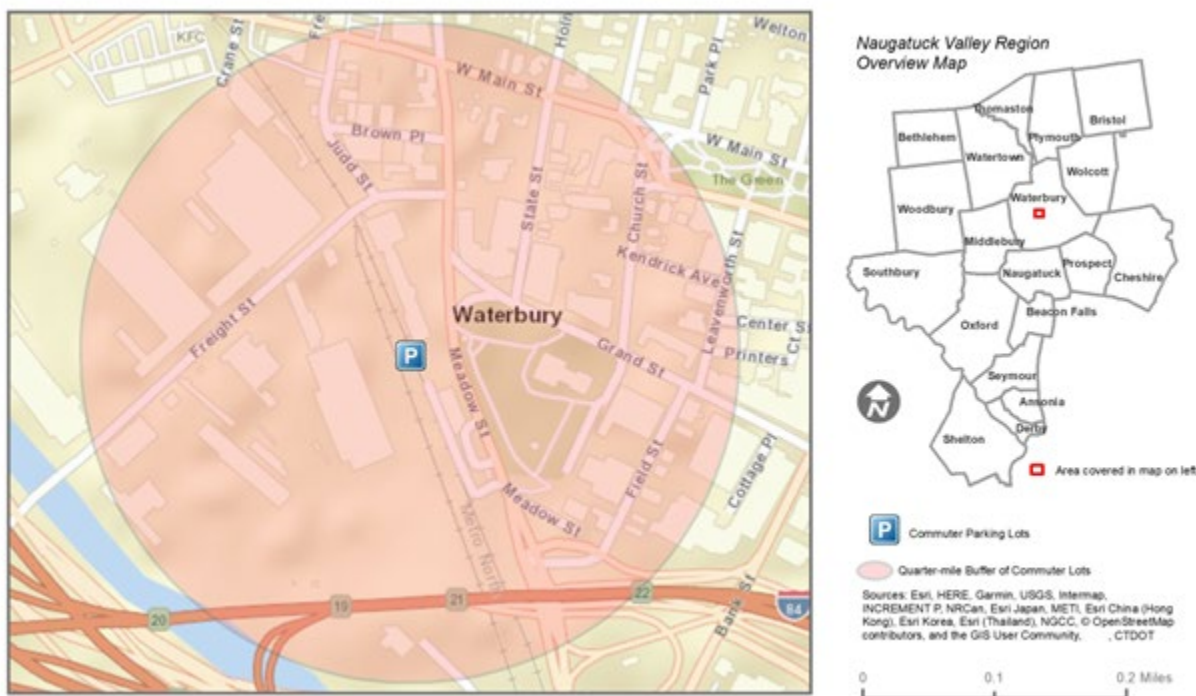 KFC
Crane St
Fre
Holm
Welton
Park Pl
W Main St
Brown Pl
Judd St
State St
Church St
W Main St
The Green
Kendrick Ave
Leavenworth St
Freight St
Waterbury
Center S
Printers
Ct
Grand St
P
Meadow St
Field St
Cottage Pl
Meadow St
Metro North
20
19
21
22
84
Bank St
Naugatuck Valley Region
Overview Map
Thomaston
Bristol
Bethlehem
Plymouth
Watertown
Wolcott
Waterbury
Woodbury
Middlebury
Southbury
Naugatuck
Prospect
Cheshire
Beacon Falls
Oxford
Seymour
N
Ansonia
Derby
Shelton
Area covered in map on left
P
Commuter Parking Lots
Quarter-mile Buffer of Commuter Lots
Sources: Esri, HERE, Garmin, USGS, Intermap,
INCREMENT P, NRCan, Esri Japan, METI, Esri China (Hong
Kong), Esri Korea, Esri (Thailand), NGCC, © OpenStreetMap
contributors, and the GIS User Community, , CTDOT
0 0.1 0.2 Miles